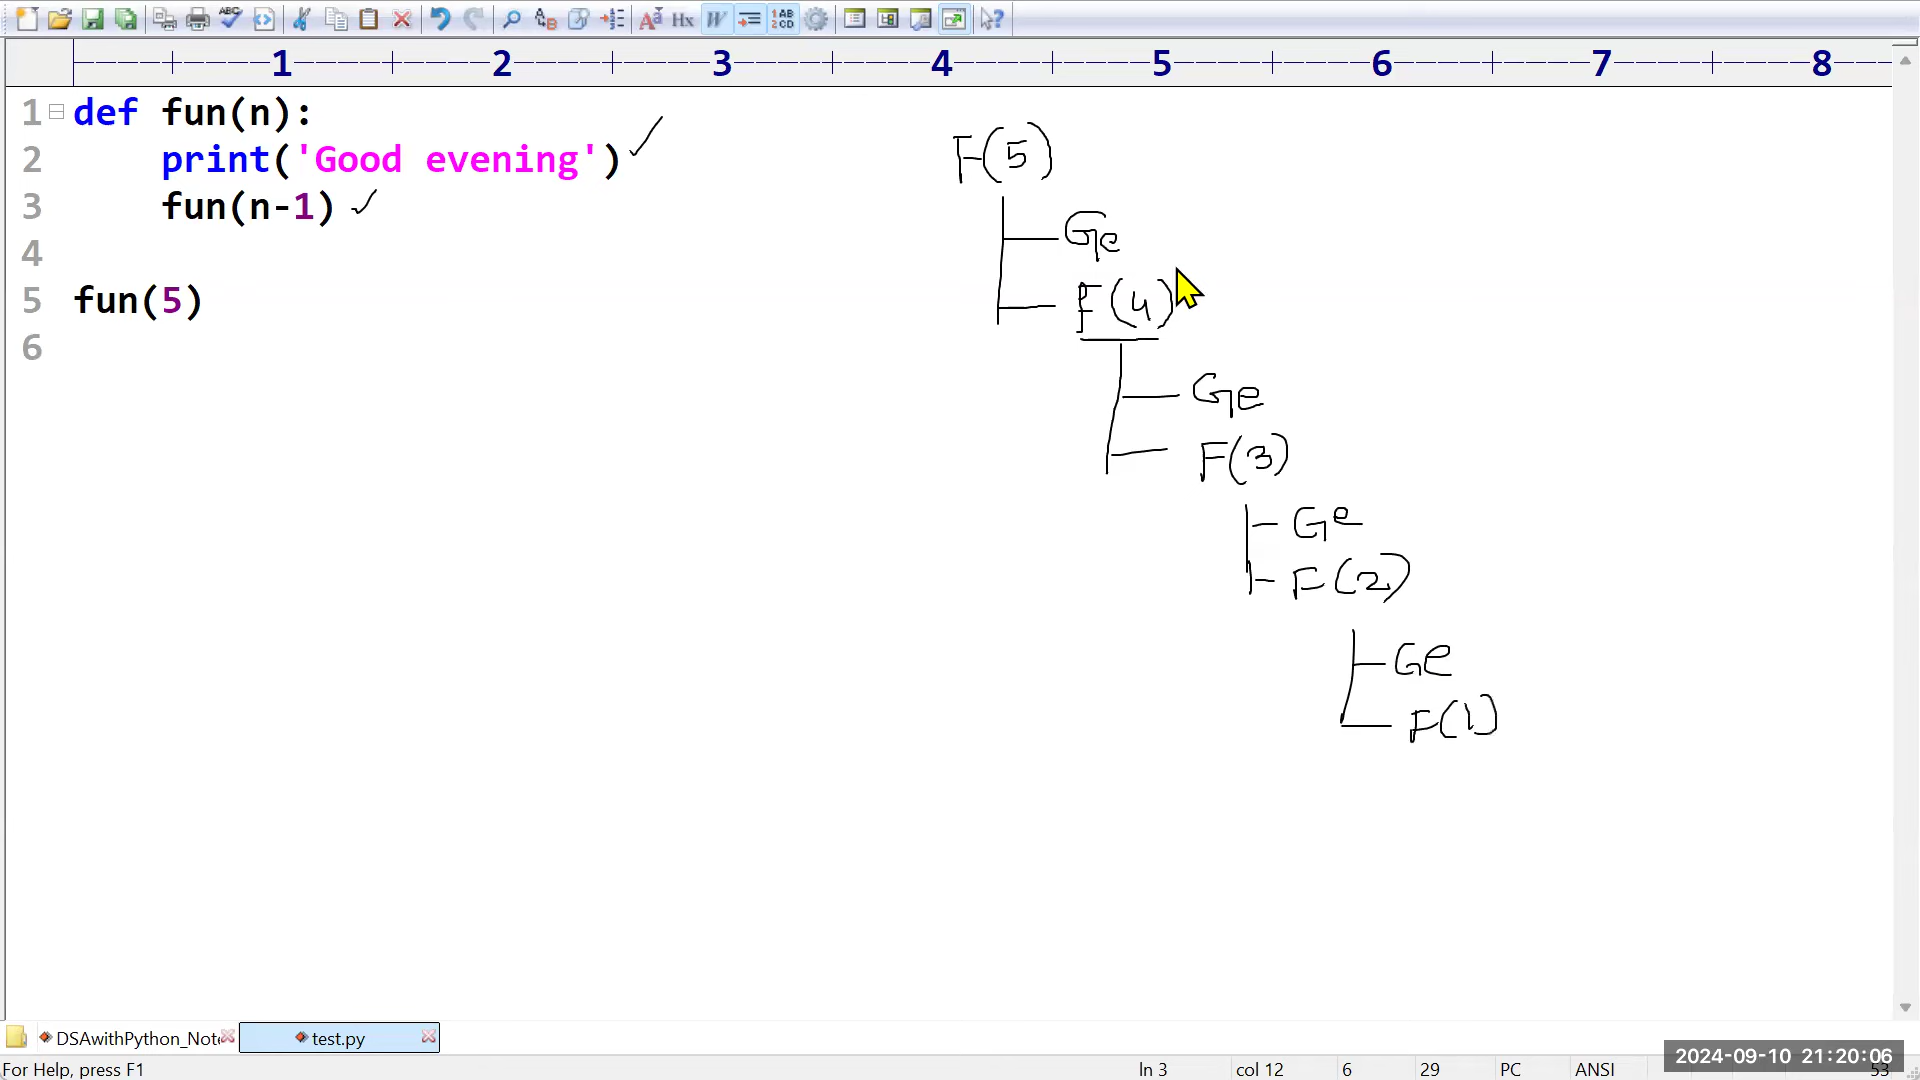 1 2 3 4 5 6 7 8
1 def fun(n):
2 print('Good evening')
3 fun(n-1)
4
5 fun(5)
6
F(5)
Ge
F(4)
Ge
F(3)
Ge
F(2)
Ge
F(1)
DSAwithPython_Not
test.py
For Help, press F1
ln 3
col 12
6
29
PC
ANSI
2024-09-10 21:20:06
53